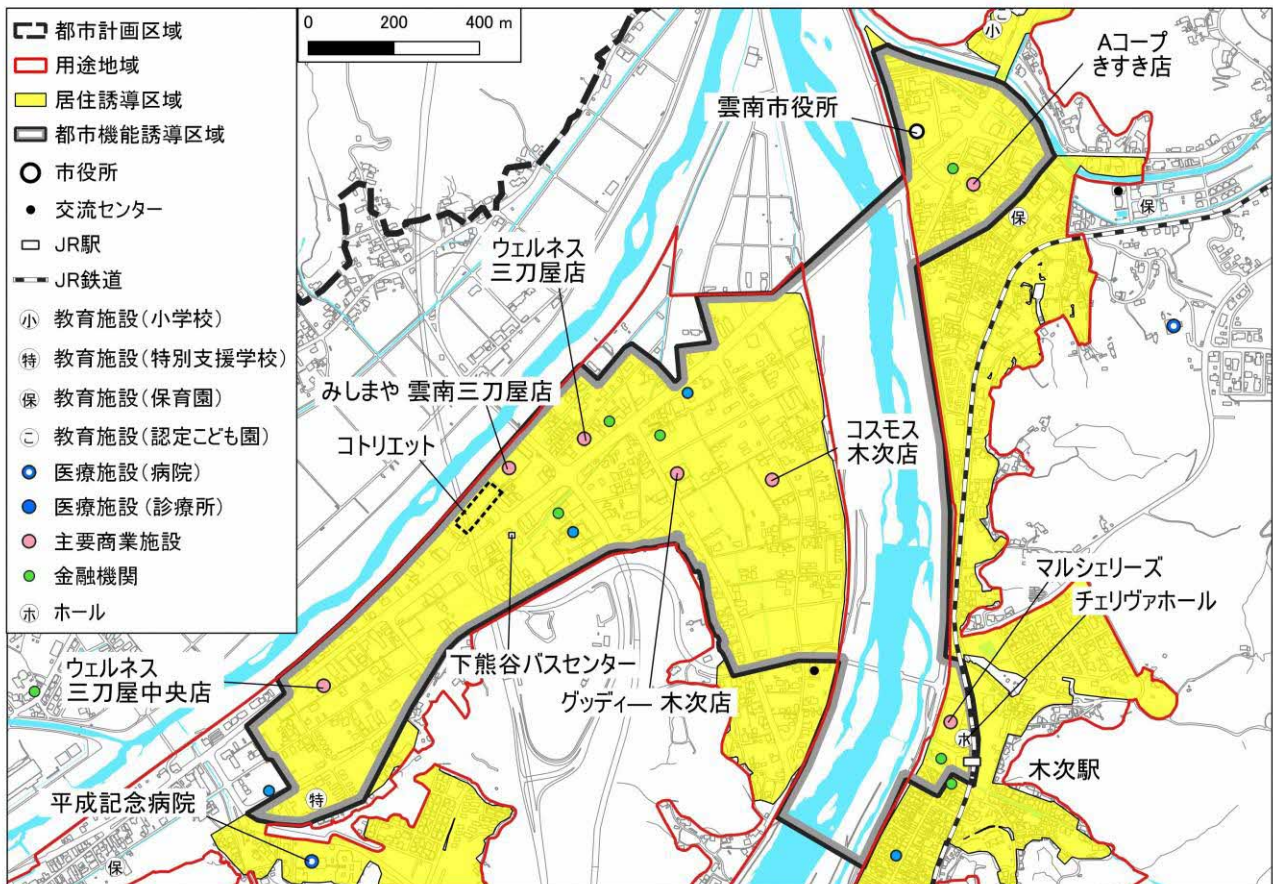 都市計画区域
用途地域
居住誘導区域
都市機能誘導区域
市役所
交流センター
JR駅
JR鉄道
小 教育施設(小学校)
特 教育施設(特別支援学校)
保 教育施設(保育園)
こ 教育施設(認定こども園)
医療施設(病院)
医療施設(診療所)
主要商業施設
金融機関
ホ ホール
0 200 400 m
こ
小
Aコープ
きすき店
雲南市役所
保
保
ウェルネス
三刀屋店
みしまや 雲南三刀屋店
コトリエット
コスモス
木次店
マルシェリーズ
チェリヴァホール
下熊谷バスセンター
グッディー 木次店
ウェルネス
三刀屋中央店
ホ
木次駅
平成記念病院
特
保